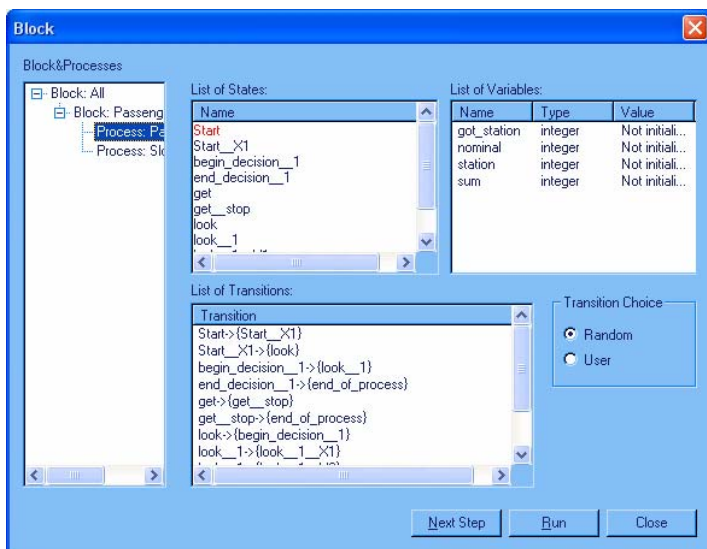 Block
Block&Processes
Block: All
Block: Passeng
Process: Pa
Process: Slo
List of States:
Name
Start
Start__X1
begin_decision__1
end_decision__1
get
get__stop
look
look__1
List of Variables:
Name Type Value
got_station integer Not initiali...
nominal integer Not initiali...
station integer Not initiali...
sum integer Not initiali...
List of Transitions:
Transition
Start->{Start__X1}
Start__X1->{look}
begin_decision__1->{look__1}
end_decision__1->{end_of_process}
get->{get__stop}
get__stop->{end_of_process}
look->{begin_decision__1}
look__1->{look__1__X1}
Transition Choice
Random
User
Next Step Run Close